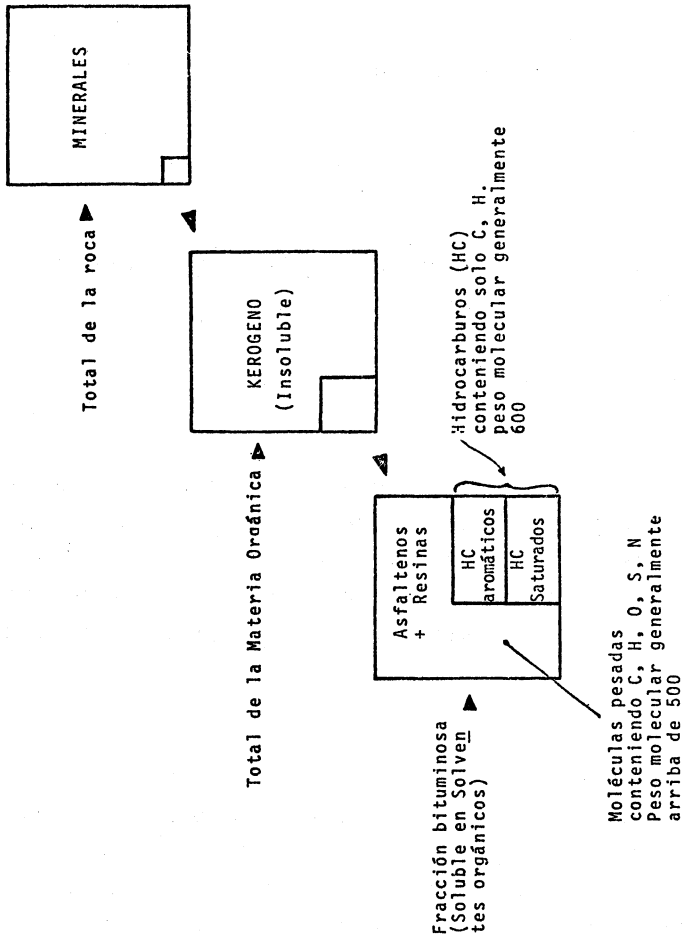 Total de la roca
MINERALES
Total de la Materia Orgánica
KEROGENO
(Insoluble)
Fracción bituminosa
(Soluble en Solven
tes orgánicos)
Asfaltenos
+ Resinas
HC
aromáticos
HC
Saturados
Hidrocarburos (HC)
conteniendo solo C, H.
peso molecular generalmente
600
Moléculas pesadas
conteniendo C, H, O, S, N
Peso molecular generalmente
arriba de 500